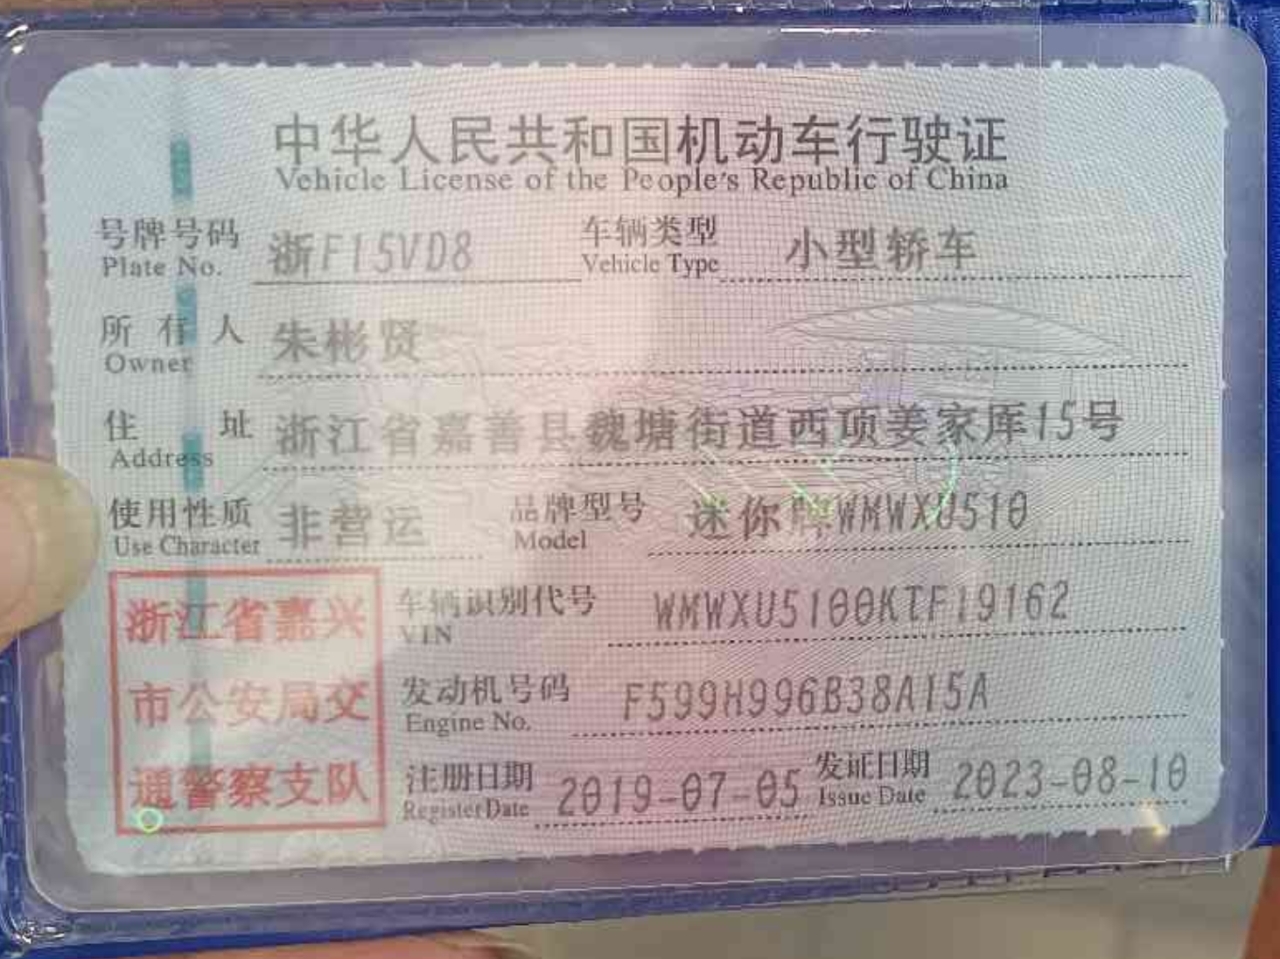 中华人民共和国机动车行驶证
Vehicle License of the People's Republic of China
号牌号码 浙F15VD8 车辆类型 小型轿车
Plate No. Vehicle Type
所有人 朱彬贤
Owner
住址 浙江省嘉善县魏塘街道西项姜家厍15号
Address
使用性质 非营运 品牌型号 迷你牌WMWXU510
Use Character Model
浙江省嘉兴 车辆识别代号 WMWXU5100KTF19162
VIN
市公安局交 发动机号码 F599H996B38A15A
Engine No.
通警察支队 注册日期 2019-07-05 发证日期 2023-08-10
Register Date Issue Date